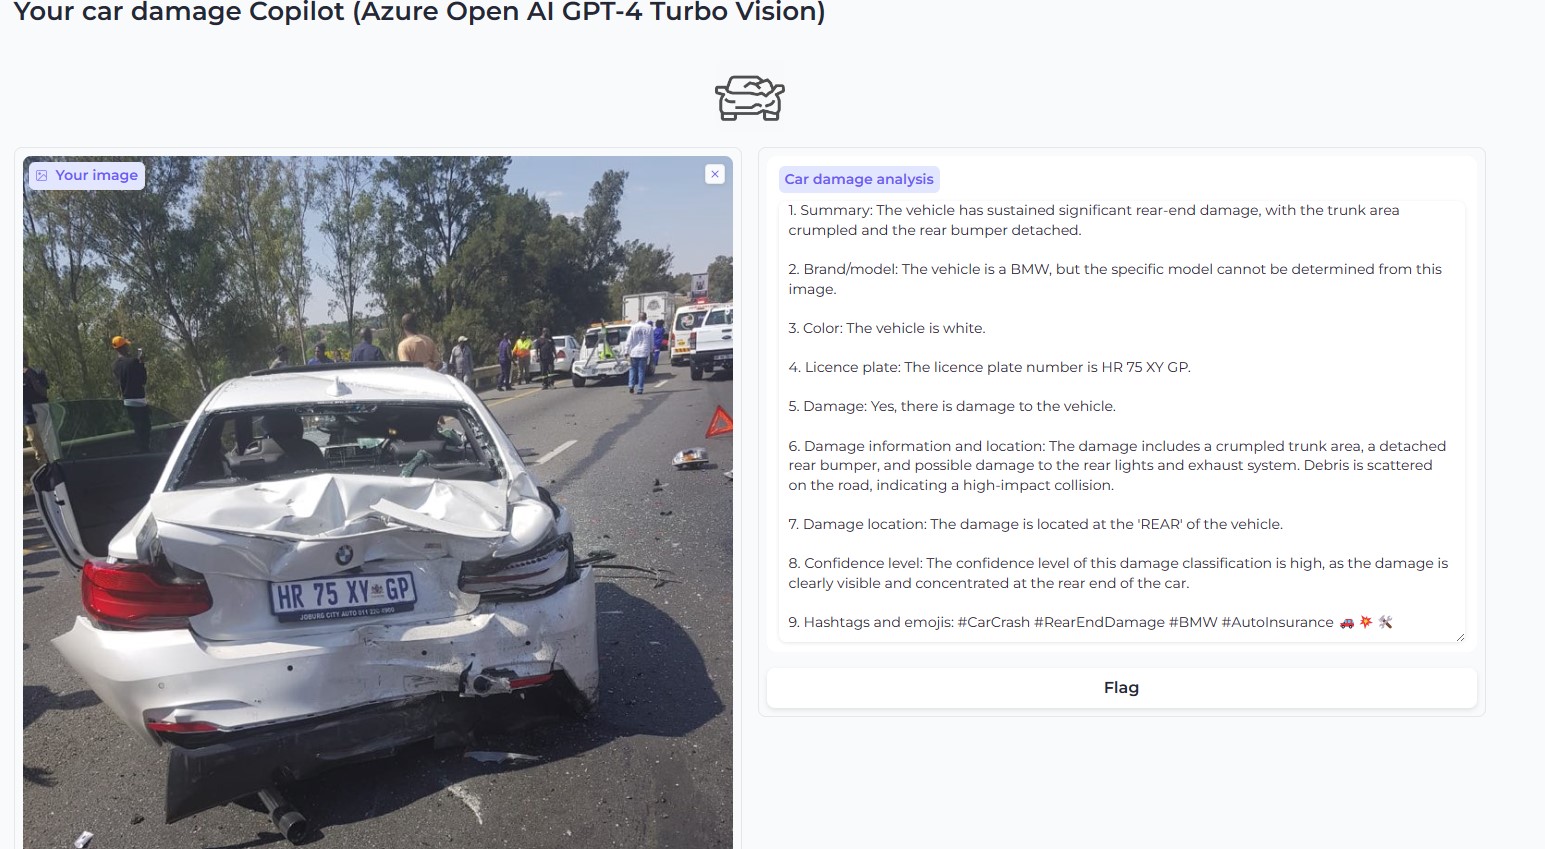 Your car damage Copilot (Azure Open AI GPT-4 Turbo Vision)
Your image
HR 75 XY GP
JOBURG CITY AUTO 011
Car damage analysis
1. Summary: The vehicle has sustained significant rear-end damage, with the trunk area
crumpled and the rear bumper detached.
2. Brand/model: The vehicle is a BMW, but the specific model cannot be determined from this
image.
3. Color: The vehicle is white.
4. Licence plate: The licence plate number is HR 75 XY GP.
5. Damage: Yes, there is damage to the vehicle.
6. Damage information and location: The damage includes a crumpled trunk area, a detached
rear bumper, and possible damage to the rear lights and exhaust system. Debris is scattered
on the road, indicating a high-impact collision.
7. Damage location: The damage is located at the 'REAR' of the vehicle.
8. Confidence level: The confidence level of this damage classification is high, as the damage is
clearly visible and concentrated at the rear end of the car.
9. Hashtags and emojis: #CarCrash #RearEndDamage #BMW #AutoInsurance 🚗 💥 🛠️
Flag